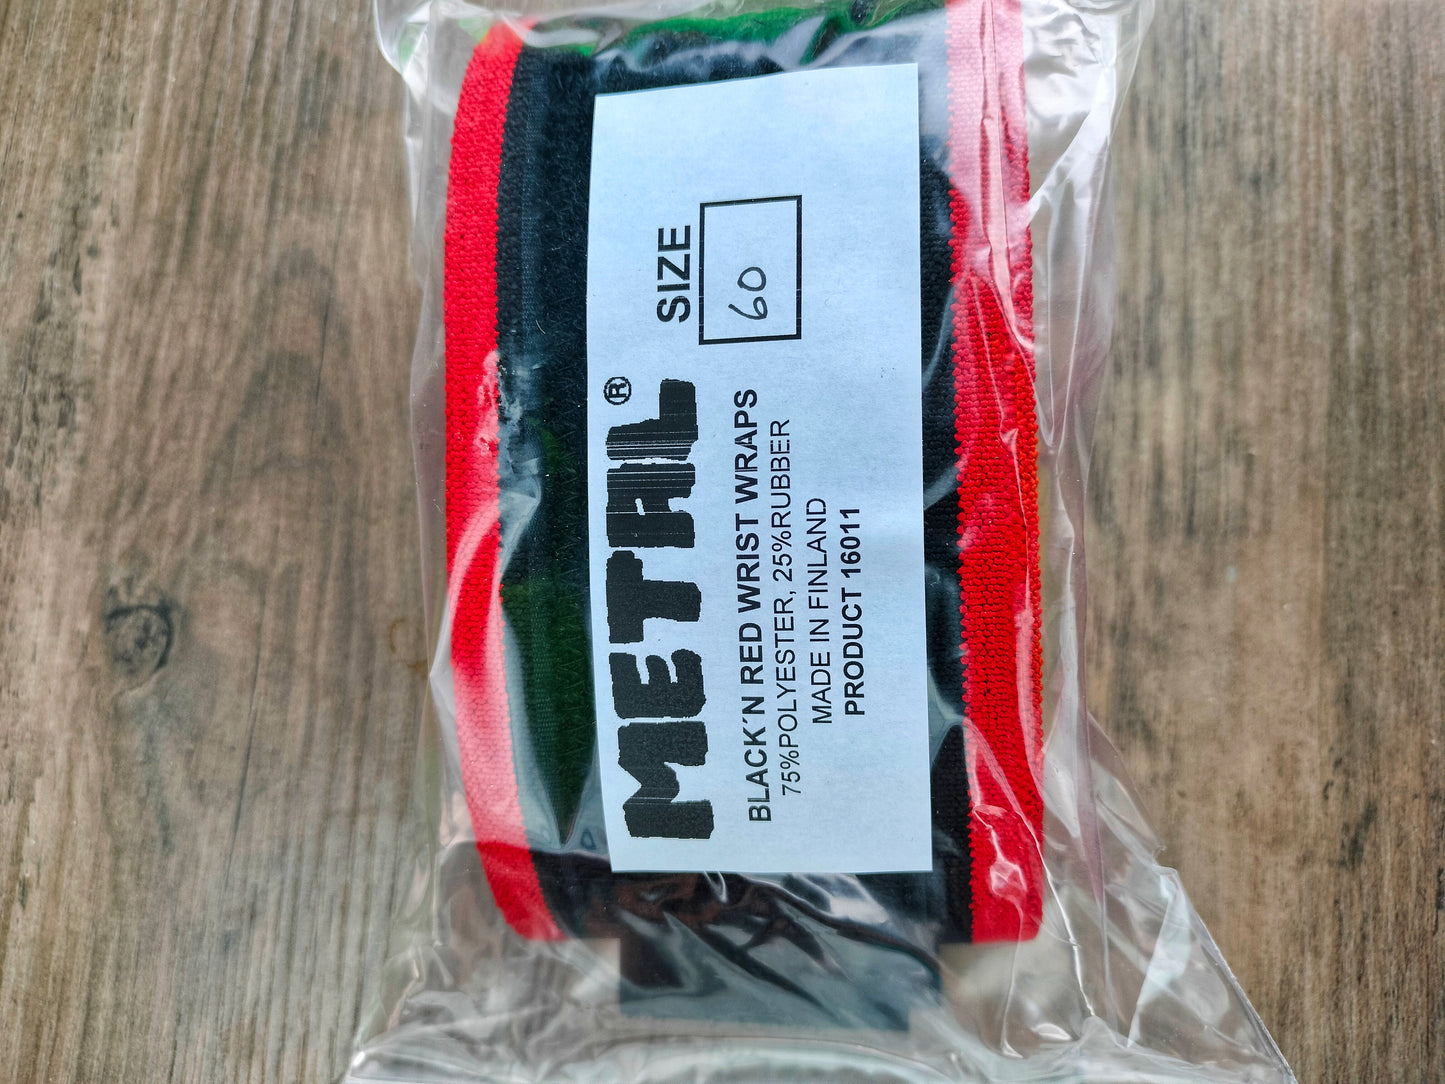 METAL®
SIZE
60
BLACK´N RED WRIST WRAPS
75%POLYESTER, 25%RUBBER
MADE IN FINLAND
PRODUCT 16011